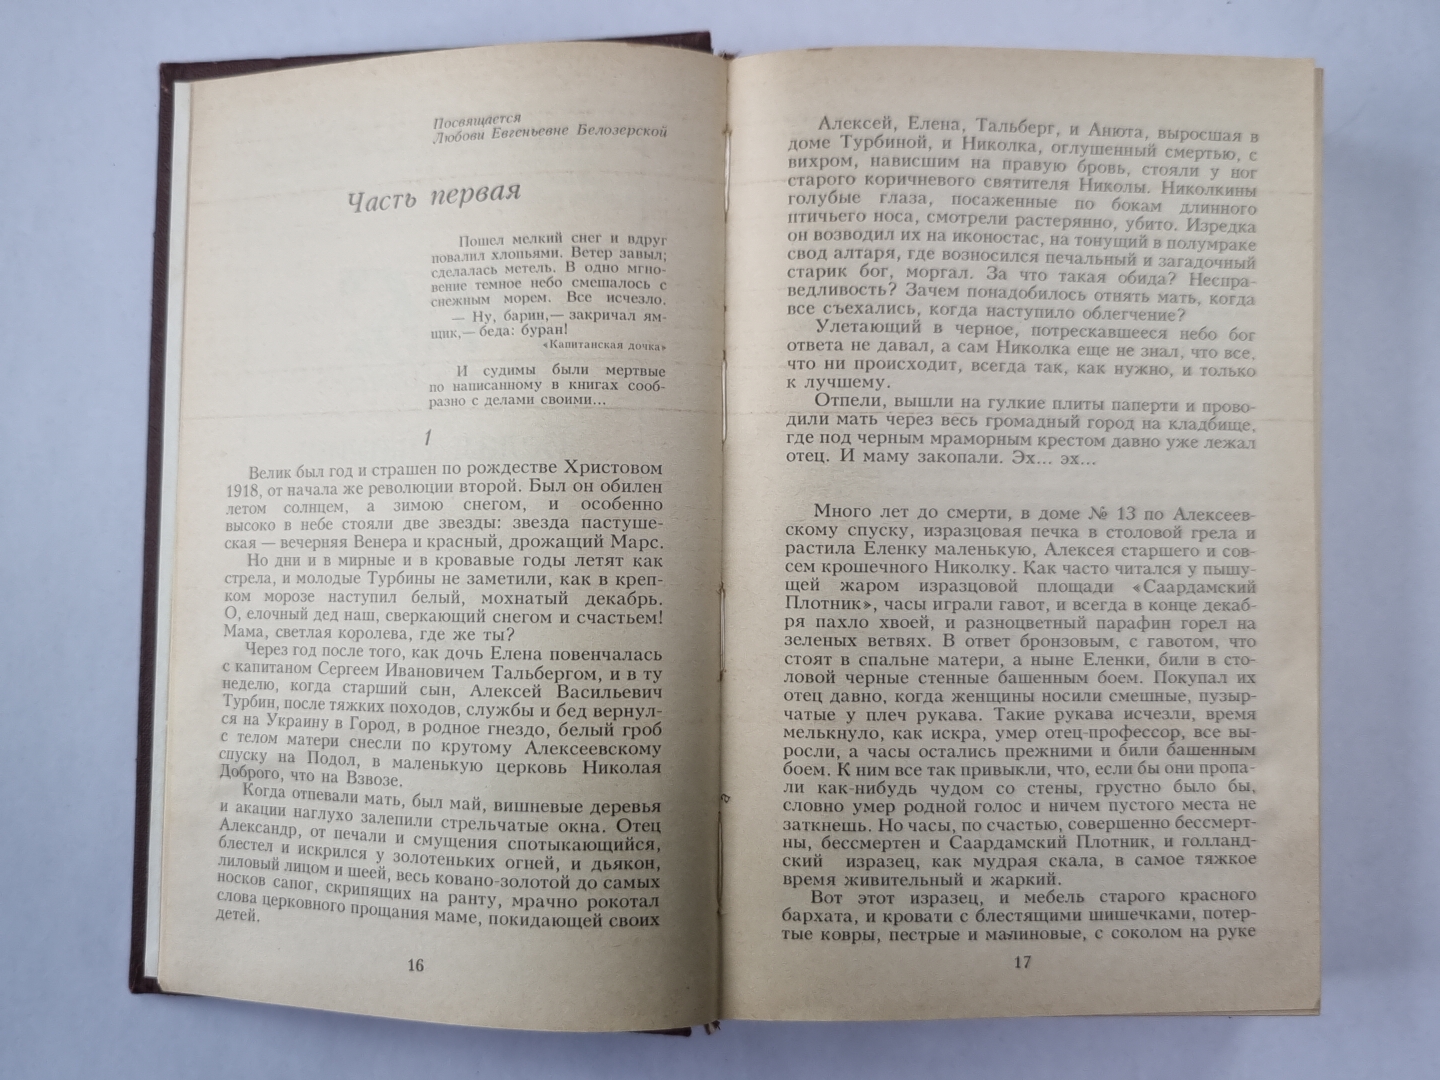 Посвящается
Любови Евгеньевне Белозерской
Часть первая
Пошел мелкий снег и вдруг
повалил хлопьями. Ветер завыл;
сделалась метель. В одно мгно-
вение темное небо смешалось с
снежным морем. Все исчезло.
— Ну, барин,— закричал ям-
щик,— беда: буран!
«Капитанская дочка»
И судимы были мертвые
по написанному в книгах сооб-
разно с делами своими...
1
Велик был год и страшен по рождестве Христовом
1918, от начала же революции второй. Был он обилен
летом солнцем, а зимою снегом, и особенно
высоко в небе стояли две звезды: звезда пастуше-
ская — вечерняя Венера и красный, дрожащий Марс.
Но дни и в мирные и в кровавые годы летят как
стрела, и молодые Турбины не заметили, как в креп-
ком морозе наступил белый, мохнатый декабрь.
О, елочный дед наш, сверкающий снегом и счастьем!
Мама, светлая королева, где же ты?
Через год после того, как дочь Елена повенчалась
с капитаном Сергеем Ивановичем Тальбергом, и в ту
неделю, когда старший сын, Алексей Васильевич
Турбин, после тяжких походов, службы и бед вернул-
ся на Украину в Город, в родное гнездо, белый гроб
с телом матери снесли по крутому Алексеевскому
спуску на Подол, в маленькую церковь Николая
Доброго, что на Взвозе.
Когда отпевали мать, был май, вишневые деревья
и акации наглухо залепили стрельчатые окна. Отец
Александр, от печали и смущения спотыкающийся,
блестел и искрился у золотеньких огней, и дьякон,
лиловый лицом и шеей, весь ковано-золотой до самых
носков сапог, скрипящих на ранту, мрачно рокотал
слова церковного прощания маме, покидающей своих
детей.
16
Алексей, Елена, Тальберг, и Анюта, выросшая в
доме Турбиной, и Николка, оглушенный смертью, с
вихром, нависшим на правую бровь, стояли у ног
старого коричневого святителя Николы. Николкины
голубые глаза, посаженные по бокам длинного
птичьего носа, смотрели растерянно, убито. Изредка
он возводил их на иконостас, на тонущий в полумраке
свод алтаря, где возносился печальный и загадочный
старик бог, моргал. За что такая обида? Неспра-
ведливость? Зачем понадобилось отнять мать, когда
все съехались, когда наступило облегчение?
Улетающий в черное, потрескавшееся небо бог
ответа не давал, а сам Николка еще не знал, что все,
что ни происходит, всегда так, как нужно, и только
к лучшему.
Отпели, вышли на гулкие плиты паперти и прово-
дили мать через весь громадный город на кладбище,
где под черным мраморным крестом давно уже лежал
отец. И маму закопали. Эх... эх...
Много лет до смерти, в доме № 13 по Алексеев-
скому спуску, изразцовая печка в столовой грела и
растила Еленку маленькую, Алексея старшего и сов-
сем крошечного Николку. Как часто читался у пышу-
щей жаром изразцовой площади «Саардамский
Плотник», часы играли гавот, и всегда в конце декаб-
ря пахло хвоей, и разноцветный парафин горел на
зеленых ветвях. В ответ бронзовым, с гавотом, что
стоят в спальне матери, а ныне Еленки, били в сто-
ловой черные стенные башенным боем. Покупал их
отец давно, когда женщины носили смешные, пузыр-
чатые у плеч рукава. Такие рукава исчезли, время
мелькнуло, как искра, умер отец-профессор, все вы-
росли, а часы остались прежними и били башенным
боем. К ним все так привыкли, что, если бы они пропа-
ли как-нибудь чудом со стены, грустно было бы,
словно умер родной голос и ничем пустого места не
заткнешь. Но часы, по счастью, совершенно бессмерт-
ны, бессмертен и Саардамский Плотник, и голланд-
ский изразец, как мудрая скала, в самое тяжкое
время живительный и жаркий.
Вот этот изразец, и мебель старого красного
бархата, и кровати с блестящими шишечками, потер-
тые ковры, пестрые и малиновые, с соколом на руке
17